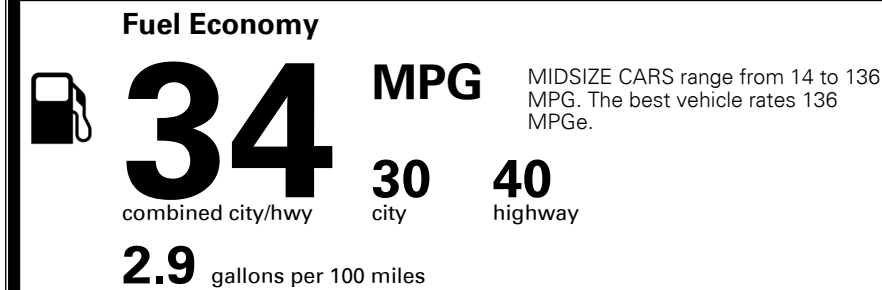 Fuel Economy
34 MPG
MIDSIZE CARS range from 14 to 136
MPG. The best vehicle rates 136
MPGe.
30 40
combined city/hwy city highway
2.9 gallons per 100 miles